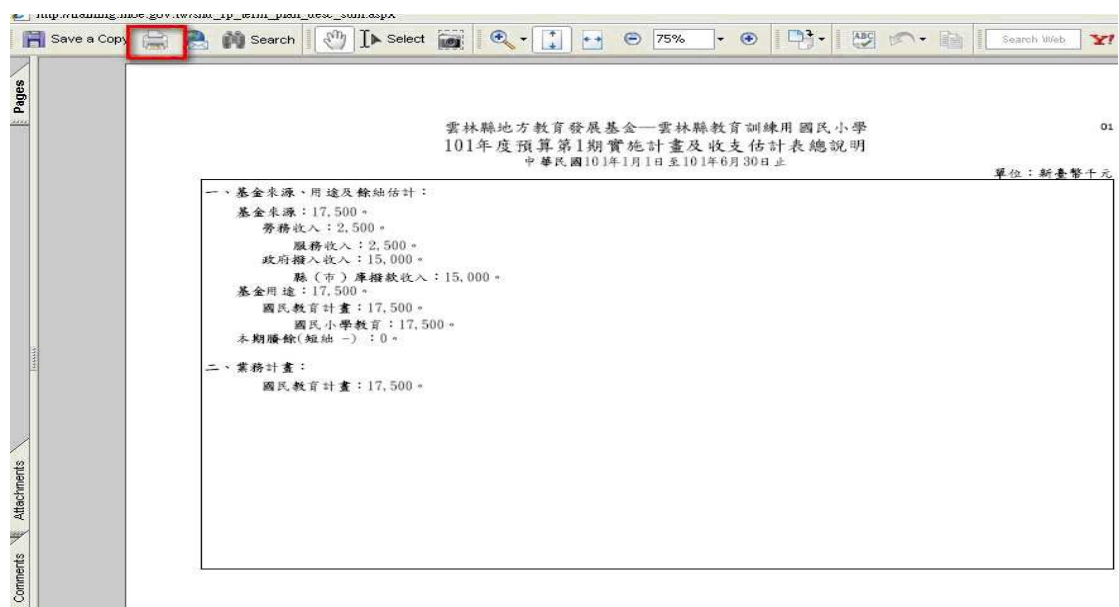 http://training.moe.gov.tw/snd_1p_term_plan_desc_sum.aspx
Save a Copy Search Select 75% Search Web Y!
Pages
雲林縣地方教育發展基金—雲林縣教育訓練用國民小學 01
101年度預算第1期實施計畫及收支估計表總說明
中華民國101年1月1日至101年6月30日止
單位：新臺幣千元
一、基金來源、用途及餘絀估計：
基金來源：17,500。
勞務收入：2,500。
服務收入：2,500。
政府撥入收入：15,000。
縣（市）庫撥款收入：15,000。
基金用途：17,500。
國民教育計畫：17,500。
國民小學教育：17,500。
本期賸餘(短絀 -) ：0。
二、業務計畫：
國民教育計畫：17,500。
Attachments
Comments